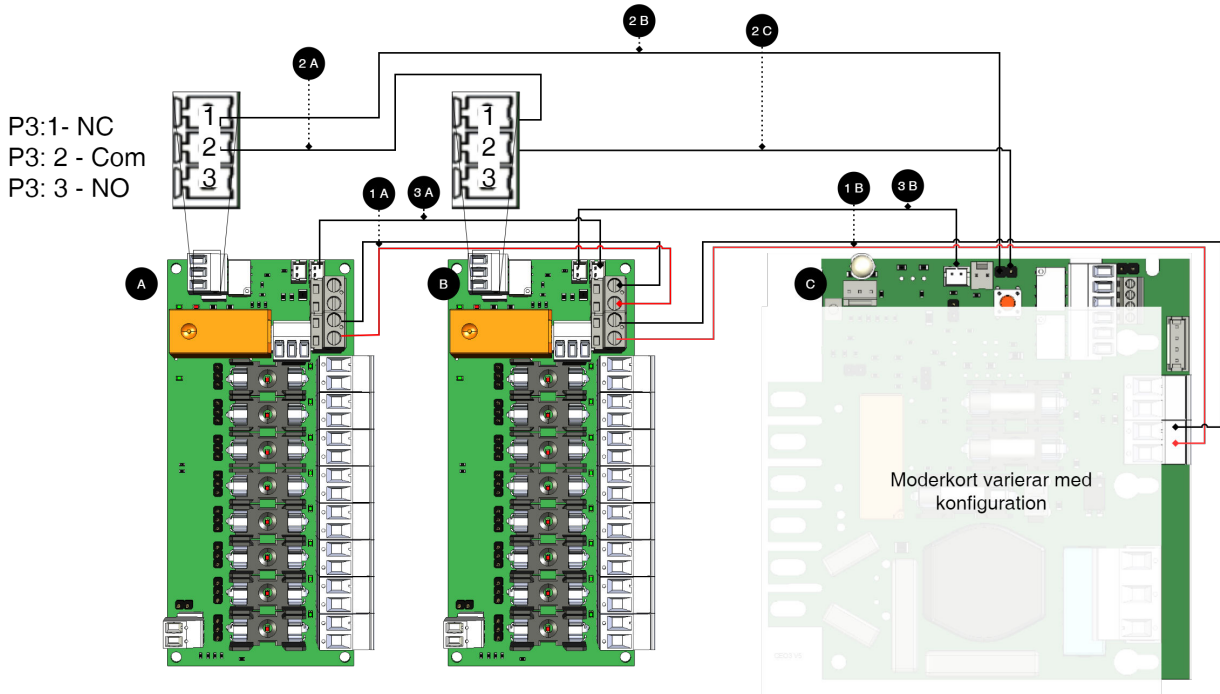 2 B
2 C
2 A
1
2
3
1
2
3
P3:1- NC
P3: 2 - Com
P3: 3 - NO
1 A
3 A
1 B
3 B
A
B
C
Moderkort varierar med
konfiguration